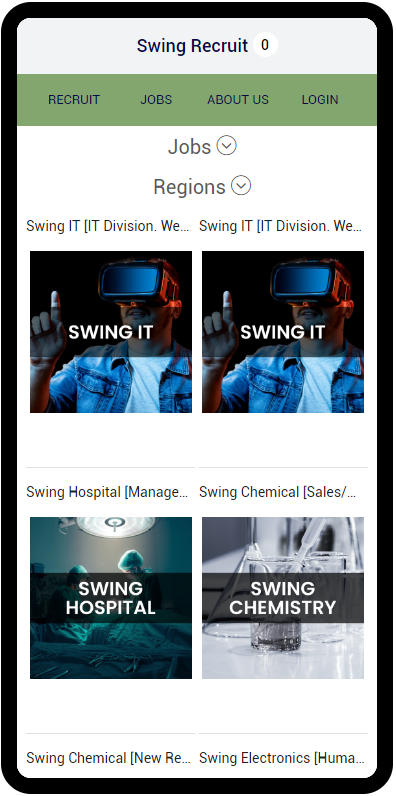 Swing Recruit 0
RECRUIT JOBS ABOUT US LOGIN
Jobs
Regions
Swing IT [IT Division. We... Swing IT [IT Division. We...
SWING IT SWING IT
Swing Hospital [Manage... Swing Chemical [Sales/...
SWING SWING
HOSPITAL CHEMISTRY
Swing Chemical [New Re... Swing Electronics [Huma...